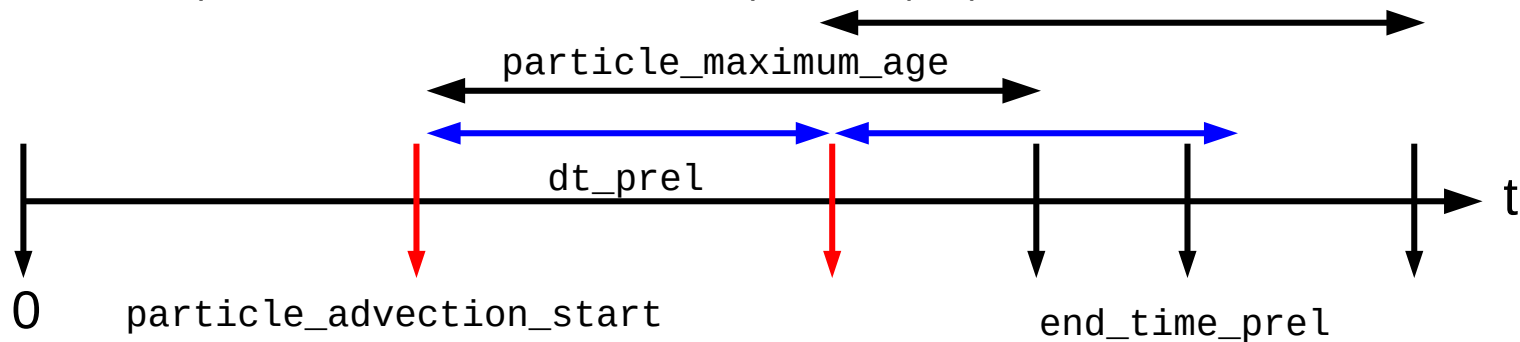 particle_maximum_age
dt_prel
t
0
particle_advection_start
end_time_prel